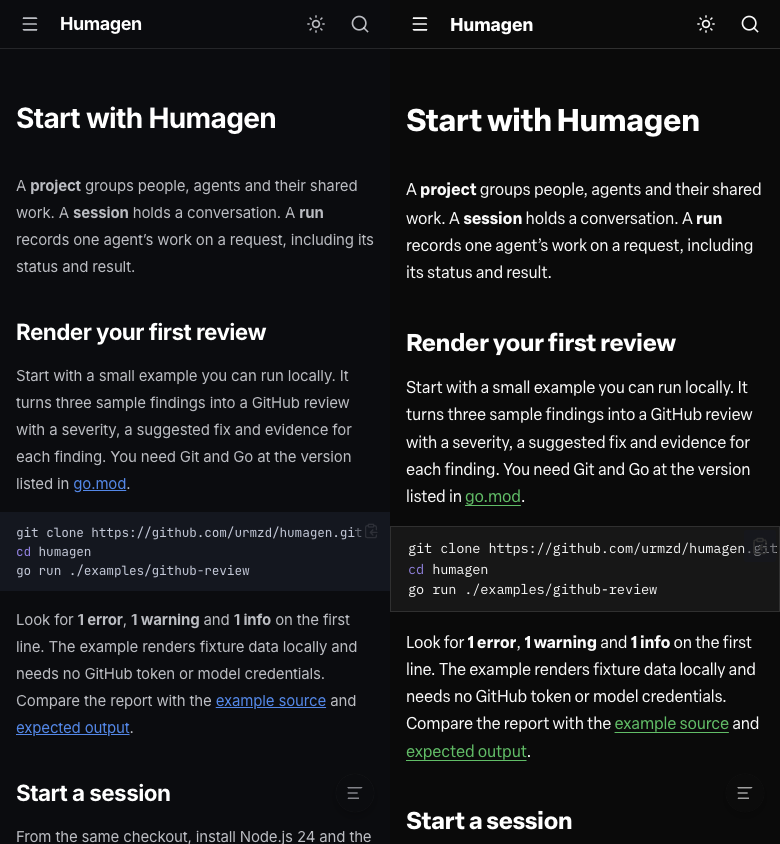 Humagen
Start with Humagen
A project groups people, agents and their shared
work. A session holds a conversation. A run
records one agent’s work on a request, including its
status and result.
Render your first review
Start with a small example you can run locally. It
turns three sample findings into a GitHub review
with a severity, a suggested fix and evidence for
each finding. You need Git and Go at the version
listed in go.mod.
git clone https://github.com/urmzd/humagen.git
cd humagen
go run ./examples/github-review
Look for 1 error, 1 warning and 1 info on the first
line. The example renders fixture data locally and
needs no GitHub token or model credentials.
Compare the report with the example source and
expected output.
Start a session
From the same checkout, install Node.js 24 and the
Humagen
Start with Humagen
A project groups people, agents and their shared
work. A session holds a conversation. A run
records one agent’s work on a request, including
its status and result.
Render your first review
Start with a small example you can run locally. It
turns three sample findings into a GitHub review
with a severity, a suggested fix and evidence for
each finding. You need Git and Go at the version
listed in go.mod.
git clone https://github.com/urmzd/humagen.git
cd humagen
go run ./examples/github-review
Look for 1 error, 1 warning and 1 info on the first
line. The example renders fixture data locally and
needs no GitHub token or model credentials.
Compare the report with the example source and
expected output.
Start a session